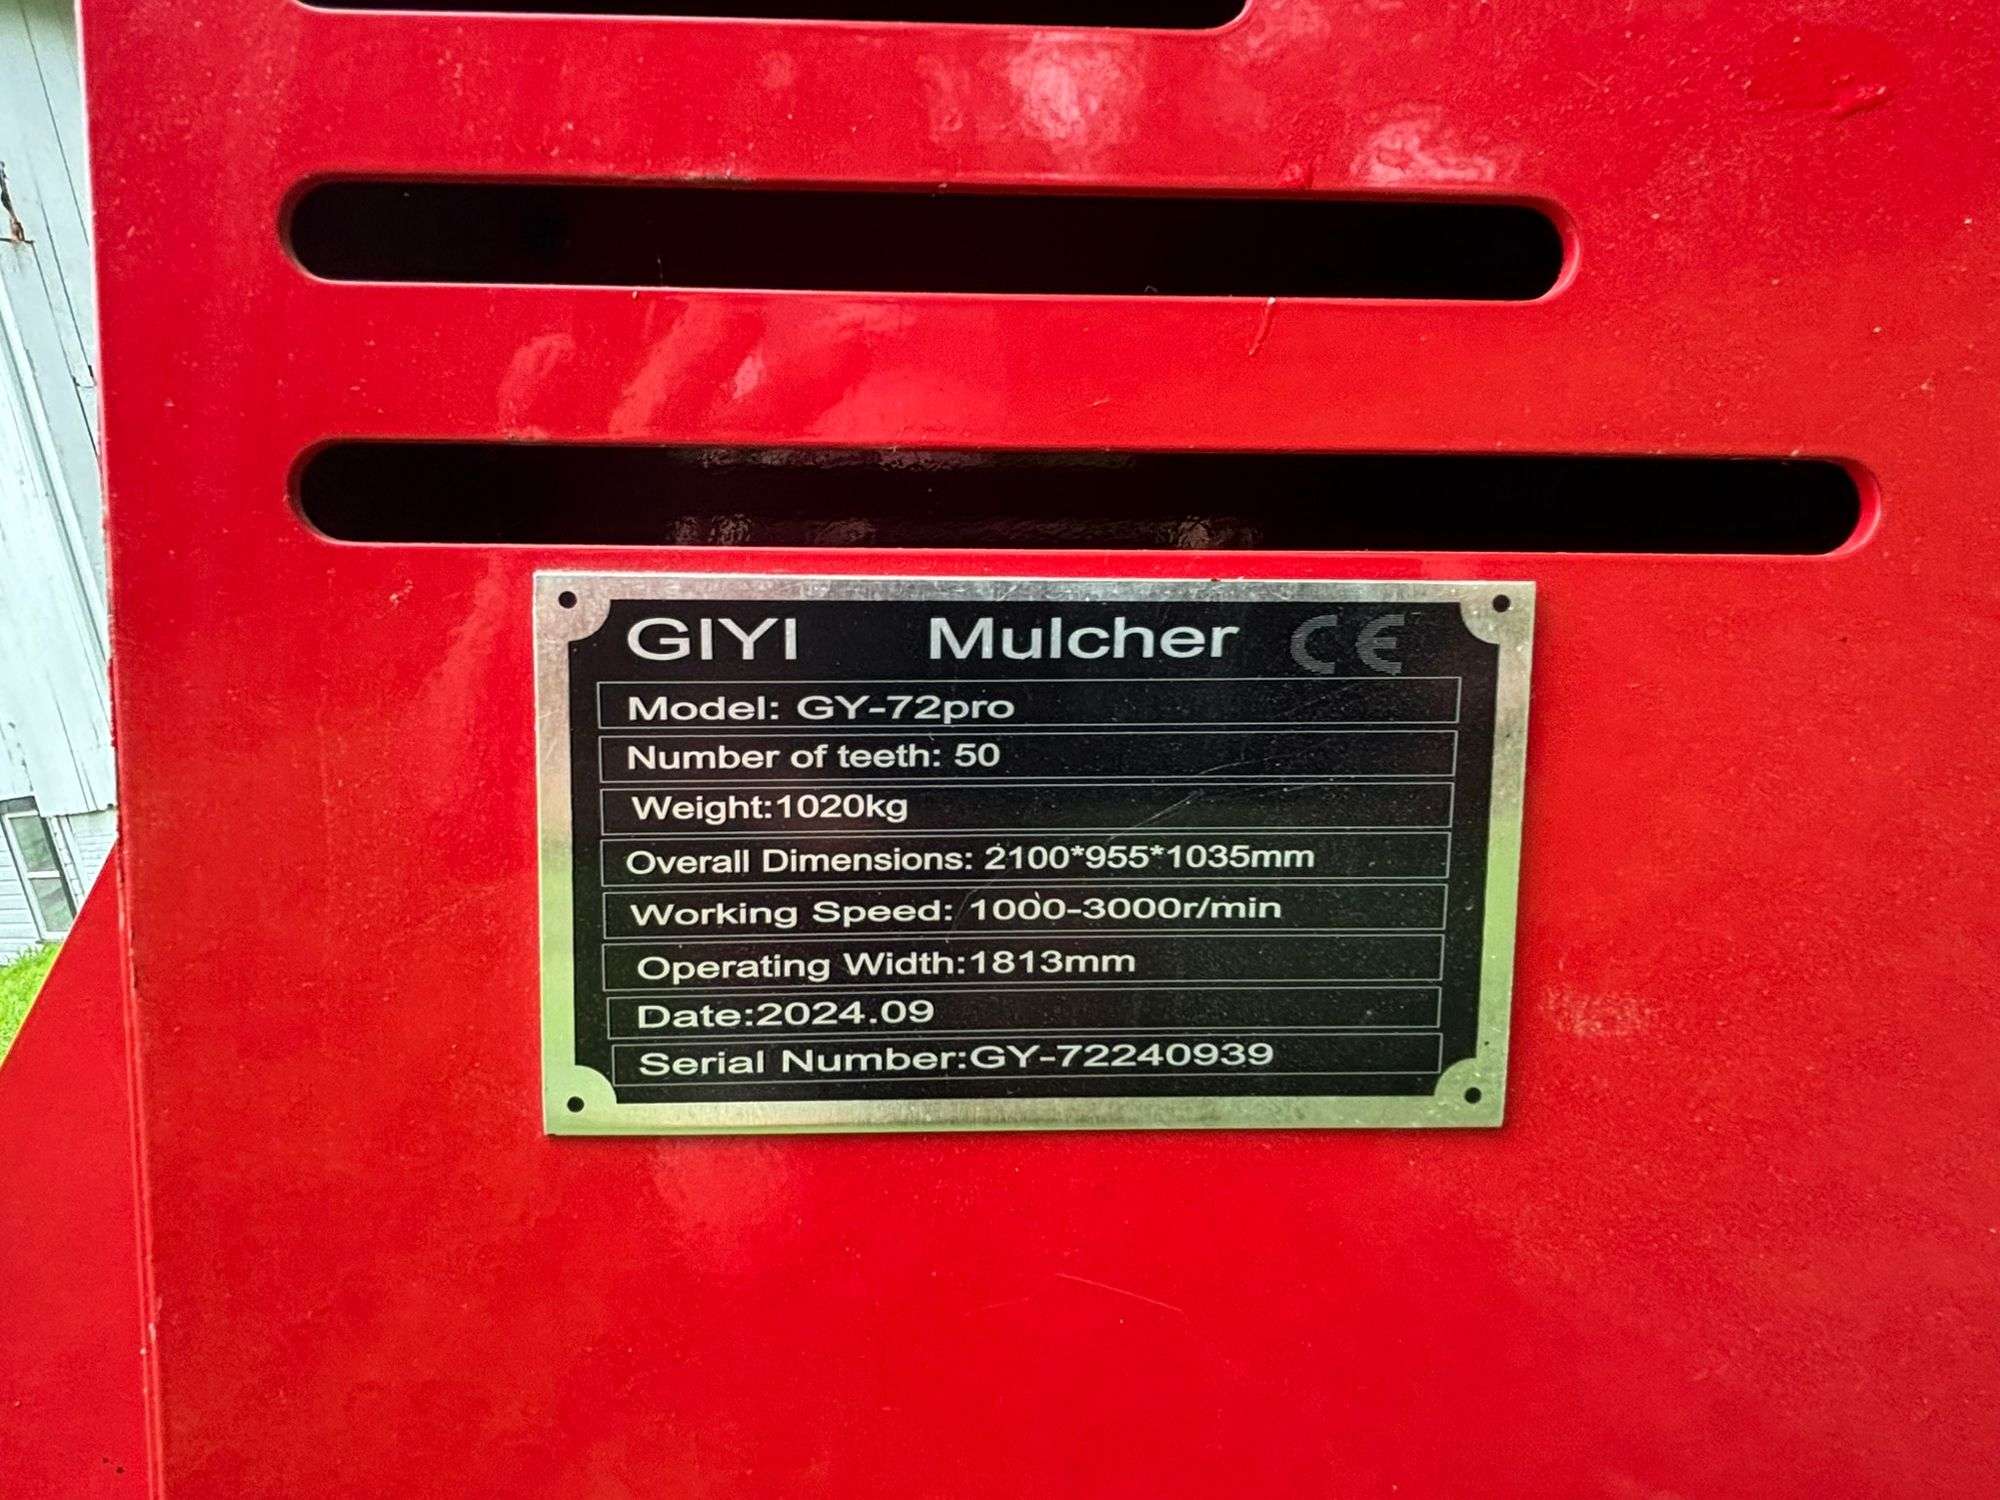 GIYI Mulcher CE
Model: GY-72pro
Number of teeth: 50
Weight:1020kg
Overall Dimensions: 2100*955*1035mm
Working Speed: 1000-3000r/min
Operating Width:1813mm
Date:2024.09
Serial Number:GY-72240939